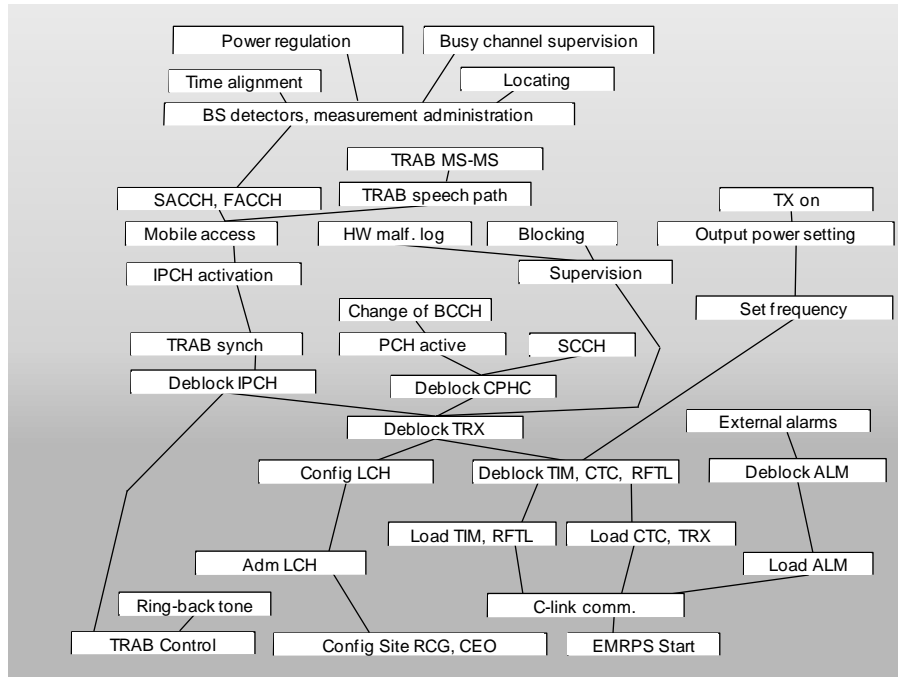 Power regulation
Busy channel supervision
Time alignment
Locating
BS detectors, measurement administration
TRAB MS-MS
SACCH, FACCH
TRAB speech path
TX on
Mobile access
HW malf. log
Blocking
Output power setting
IPCH activation
Supervision
Change of BCCH
Set frequency
TRAB synch
PCH active
SCCH
Deblock IPCH
Deblock CPHC
Deblock TRX
External alarms
Config LCH
Deblock TIM, CTC, RFTL
Deblock ALM
Load TIM, RFTL
Load CTC, TRX
Adm LCH
Load ALM
Ring-back tone
C-link comm.
TRAB Control
Config Site RCG, CEO
EMRPS Start